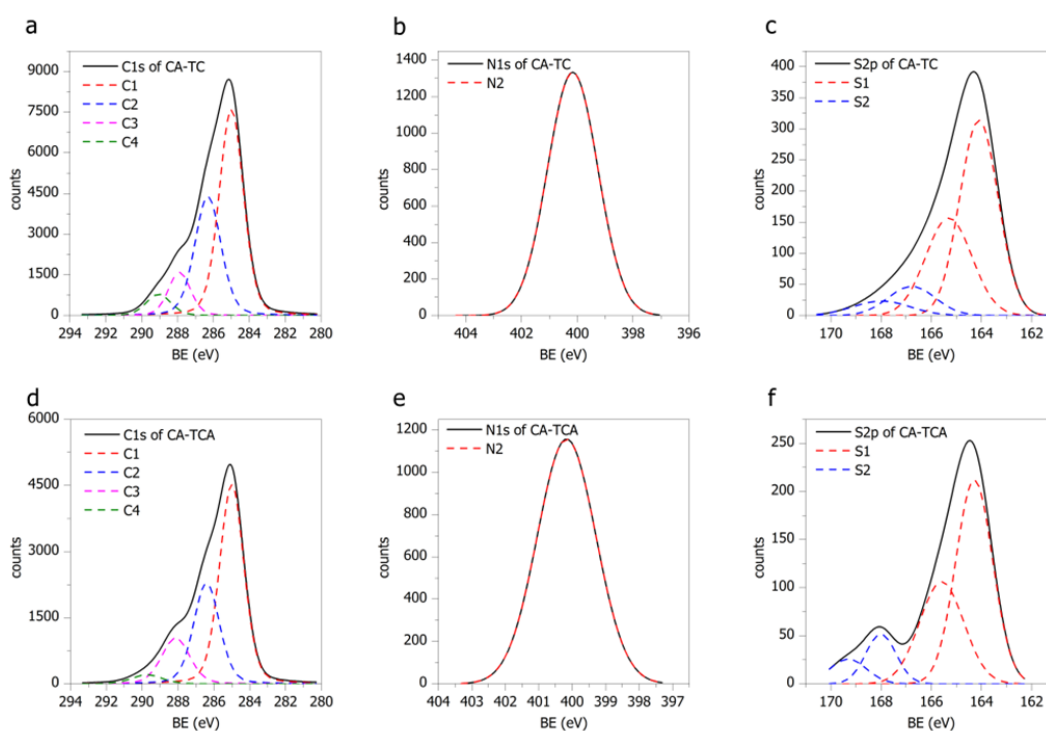 a
C1s of CA-TC
C1
C2
C3
C4
9000
7500
6000
4500
3000
1500
0
counts
294 292 290 288 286 284 282 280
BE (eV)
b
N1s of CA-TC
N2
1400
1200
1000
800
600
400
200
0
counts
404 402 400 398 396
BE (eV)
c
S2p of CA-TC
S1
S2
400
350
300
250
200
150
100
50
0
counts
170 168 165 164 162
BE (eV)
d
C1s of CA-TCA
C1
C2
C3
C4
6000
4500
3000
1500
0
counts
294 292 290 288 286 284 282 280
BE (eV)
e
N1s of CA-TCA
N2
1200
1000
800
600
400
200
0
counts
404 403 402 401 400 399 398 397
BE (eV)
f
S2p of CA-TCA
S1
S2
250
200
150
100
50
0
counts
170 168 165 164 162
BE (eV)